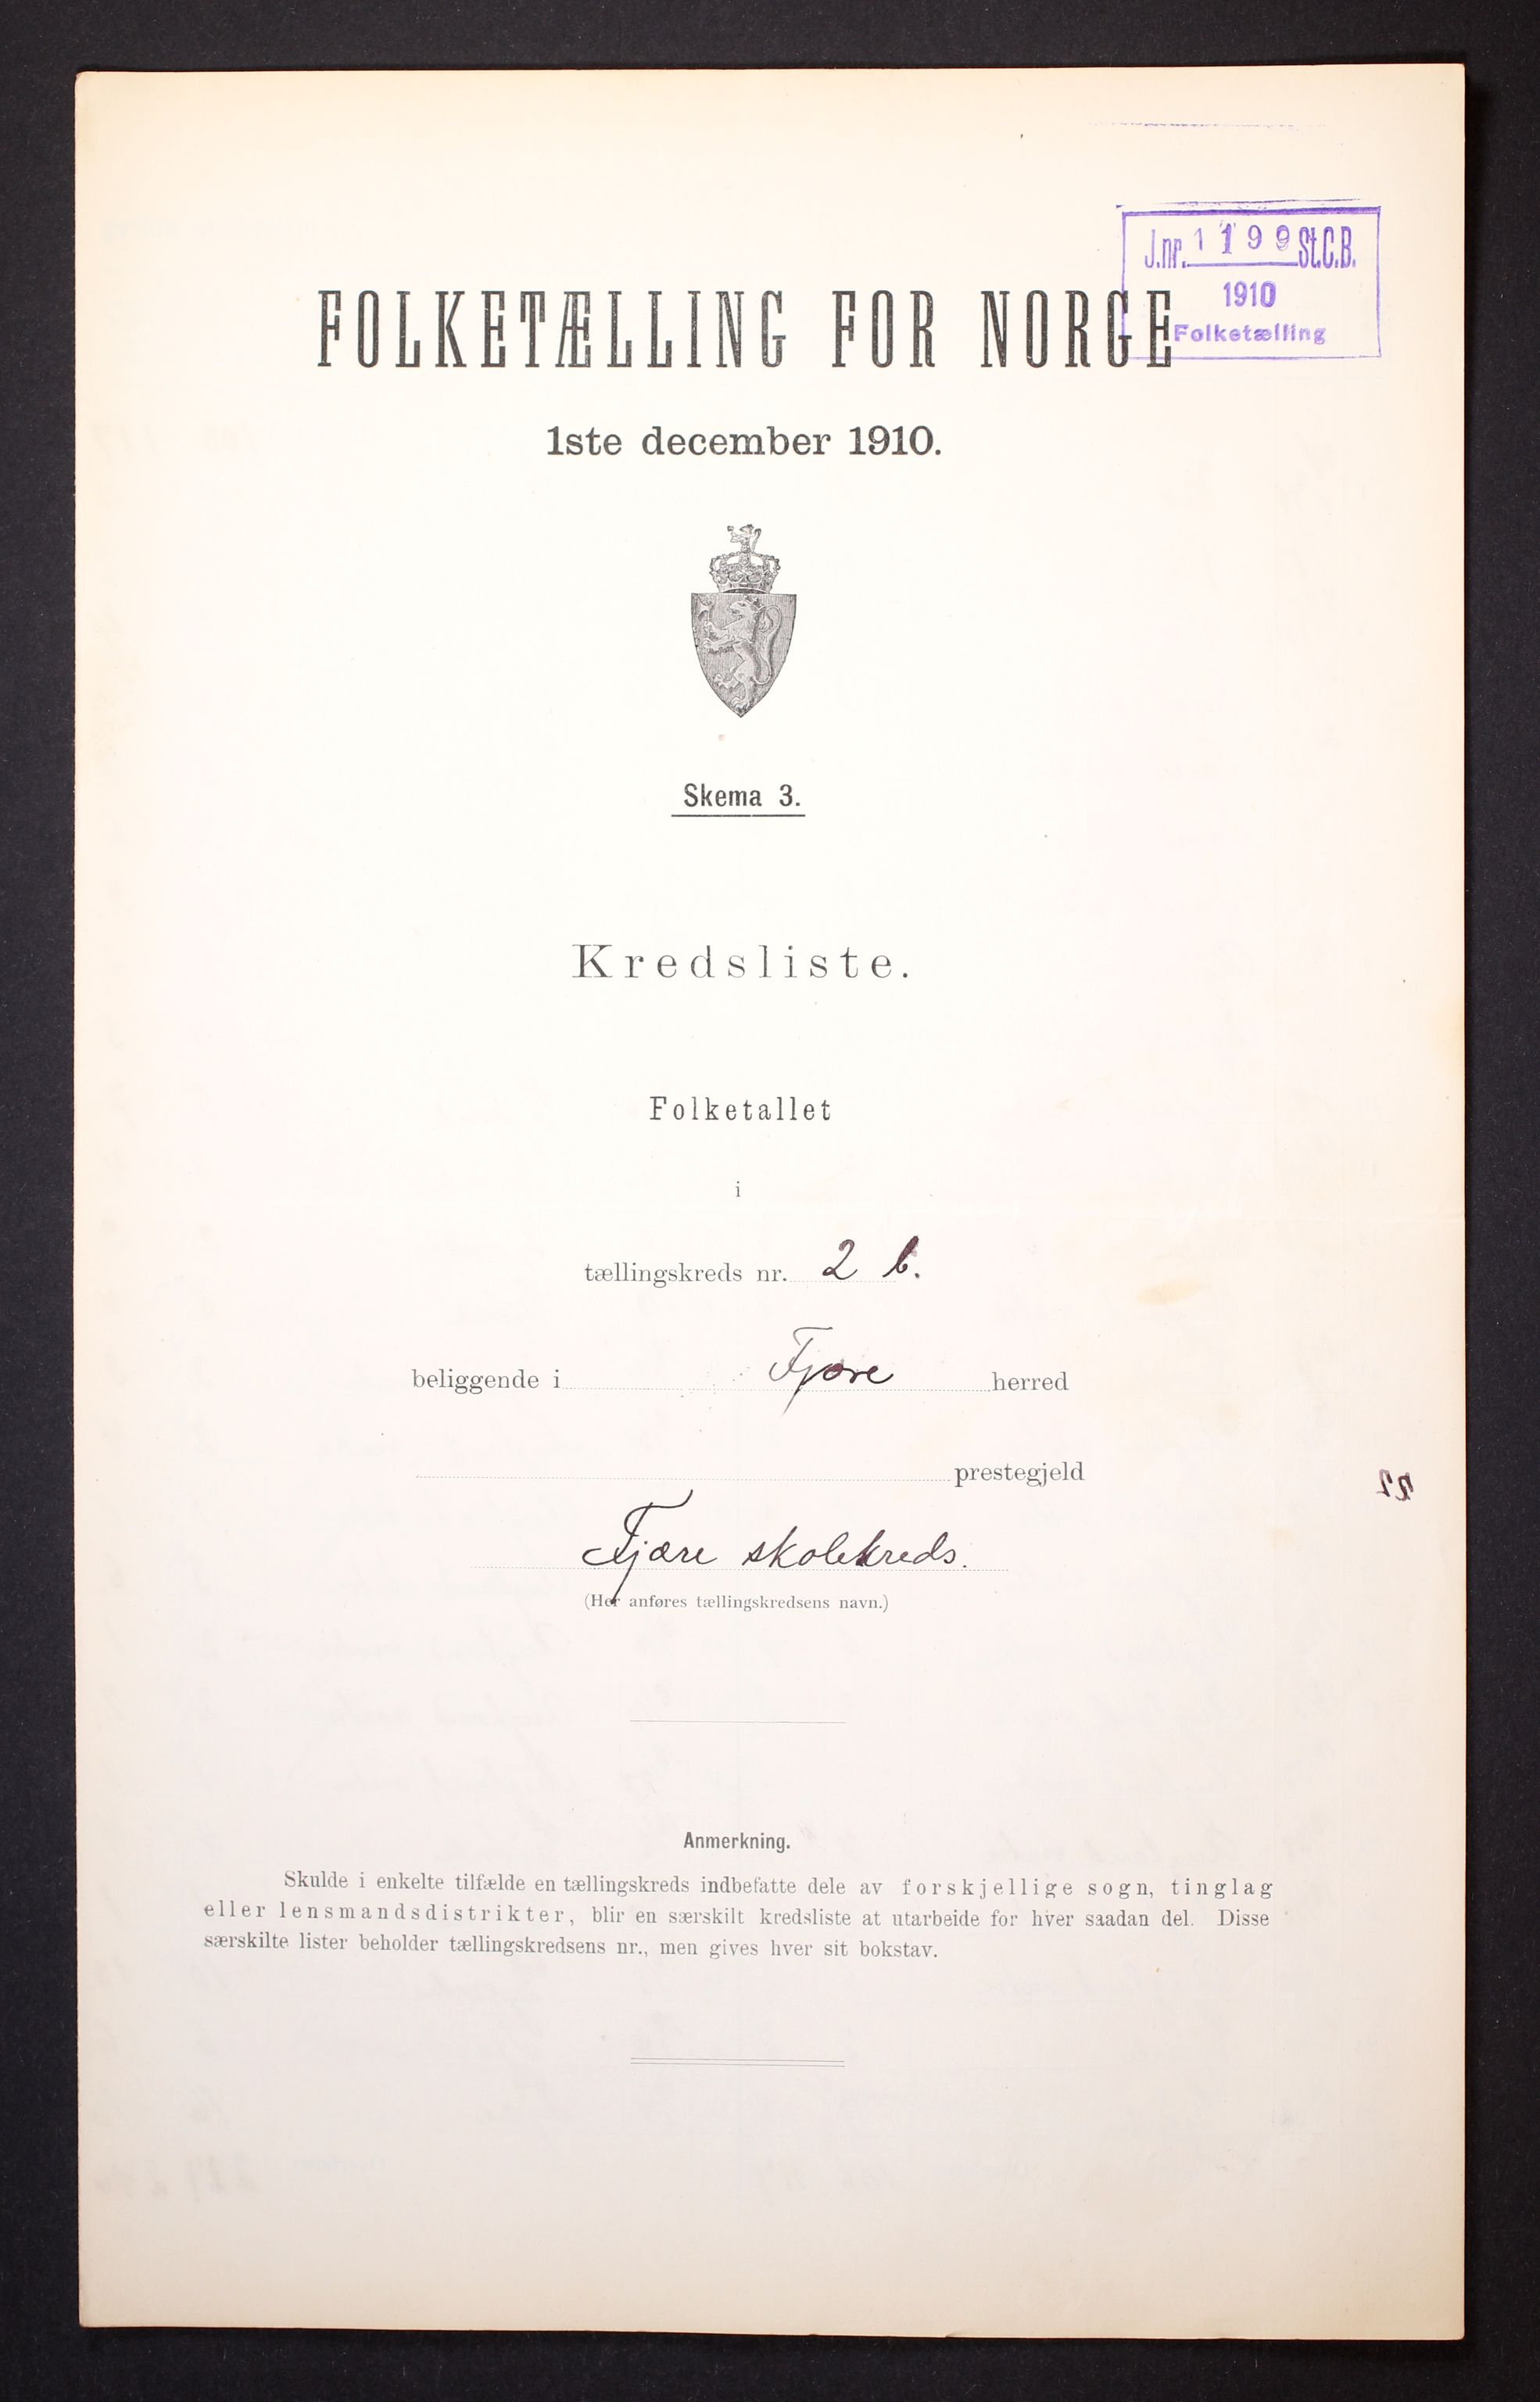 J.nr. 1199 St.C.B.
1910
Folketælling
FOLKETÆLLING FOR NORGE
1ste december 1910.
Skema 3.
Kredsliste.
Folketallet
i
tællingskreds nr. 2 b.
beliggende i Fjære herred
prestegjeld
Fjære skolekreds.
(Her anføres tællingskredsens navn.)
Anmerkning.
Skulde i enkelte tilfælde en tællingskreds indbefatte dele av forskjellige sogn, tinglag
eller lensmandsdistrikter, blir en særskilt kredsliste at utarbeide for hver saadan del. Disse
særskilte lister beholder tællingskredsens nr., men gives hver sit bokstav.